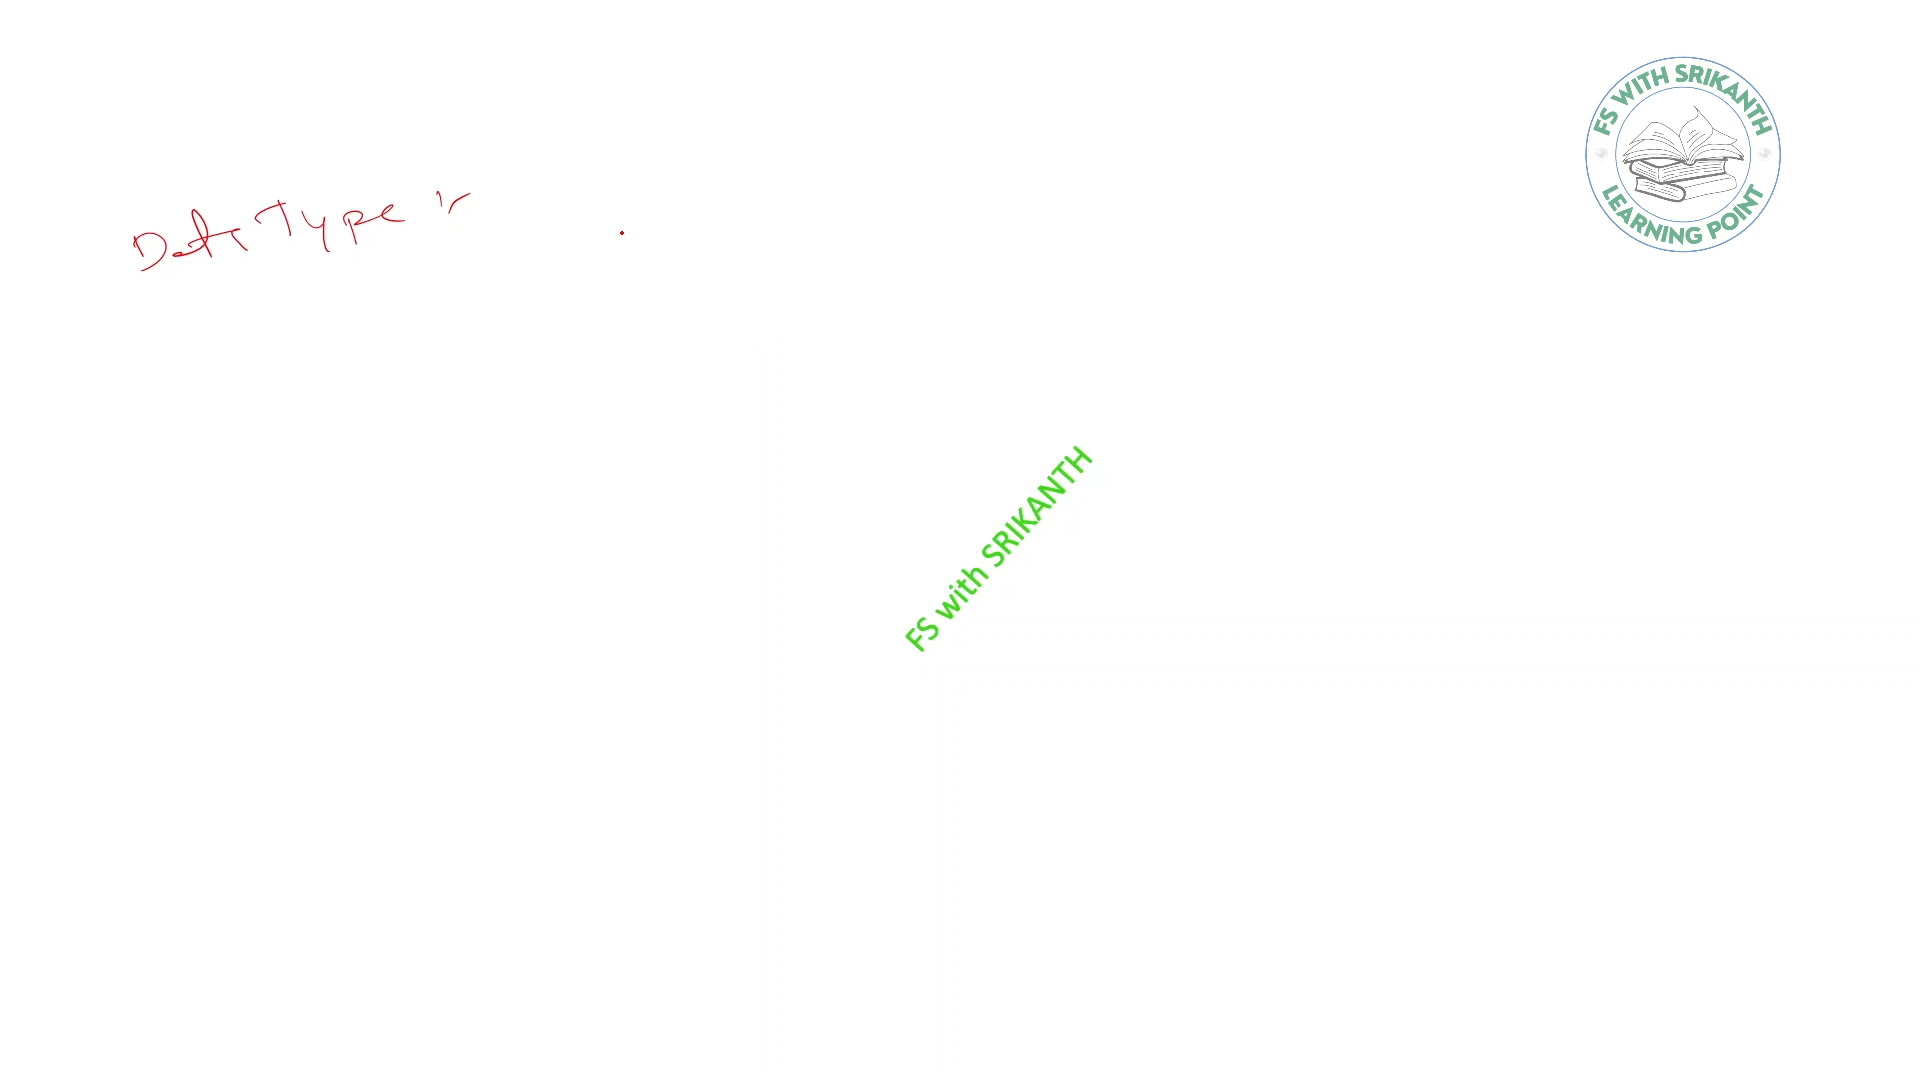 FS WITH SRIKANTH
LEARNING POINT
Data Type
FS with SRIKANTH